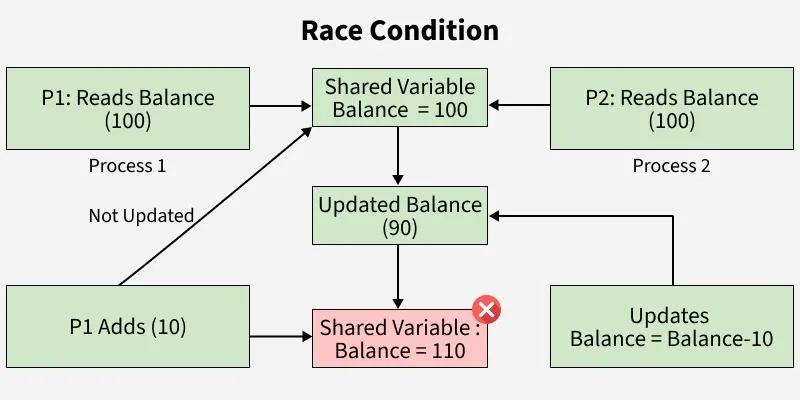 Race Condition
P1: Reads Balance
(100)
Shared Variable
Balance = 100
P2: Reads Balance
(100)
Process 1
Process 2
Not Updated
Updated Balance
(90)
P1 Adds (10)
Shared Variable :
Balance = 110
Updates
Balance = Balance-10